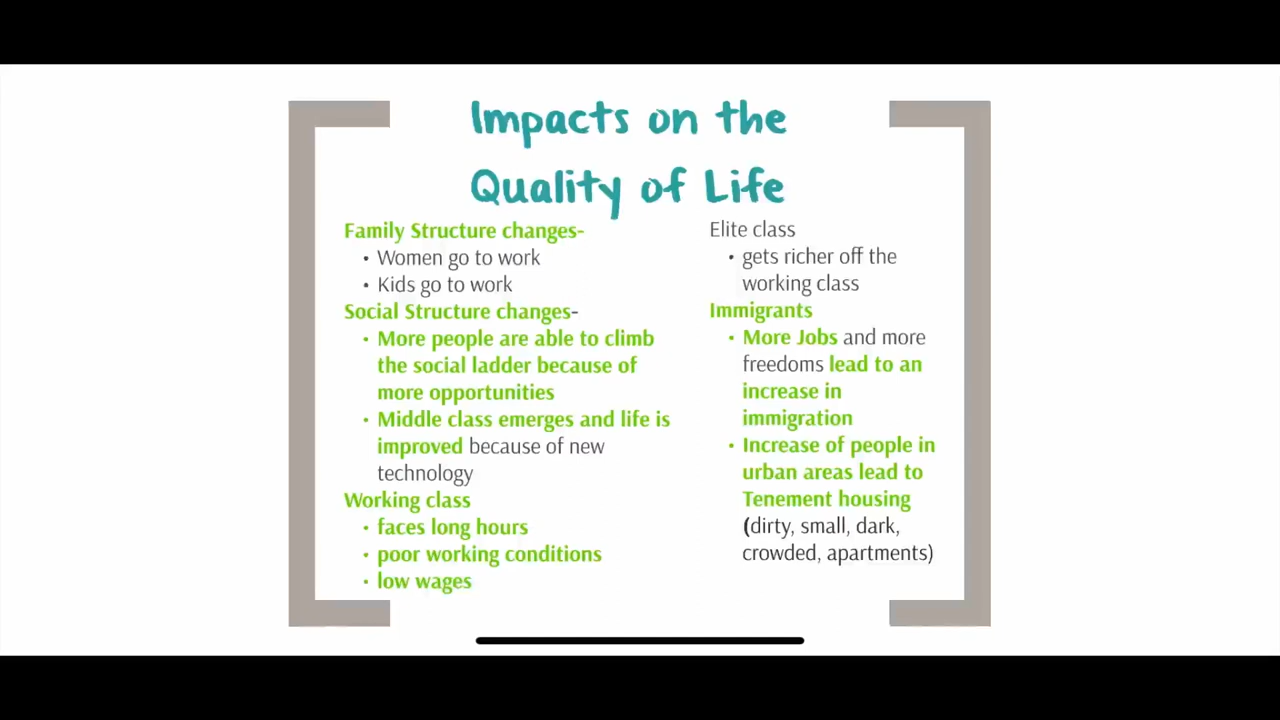 Impacts on the
Quality of Life
Family Structure changes-
• Women go to work
• Kids go to work
Social Structure changes-
• More people are able to climb
the social ladder because of
more opportunities
• Middle class emerges and life is
improved because of new
technology
Working class
• faces long hours
• poor working conditions
• low wages
Elite class
• gets richer off the
working class
Immigrants
• More Jobs and more
freedoms lead to an
increase in
immigration
• Increase of people in
urban areas lead to
Tenement housing
(dirty, small, dark,
crowded, apartments)